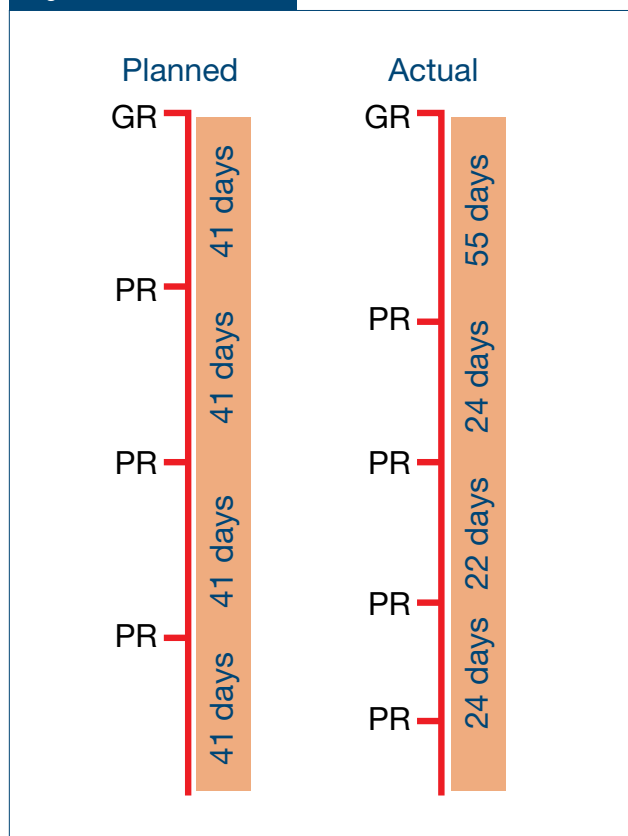 Planned
GR
41 days
PR
41 days
PR
41 days
PR
41 days
Actual
GR
55 days
PR
24 days
PR
22 days
PR
24 days
PR